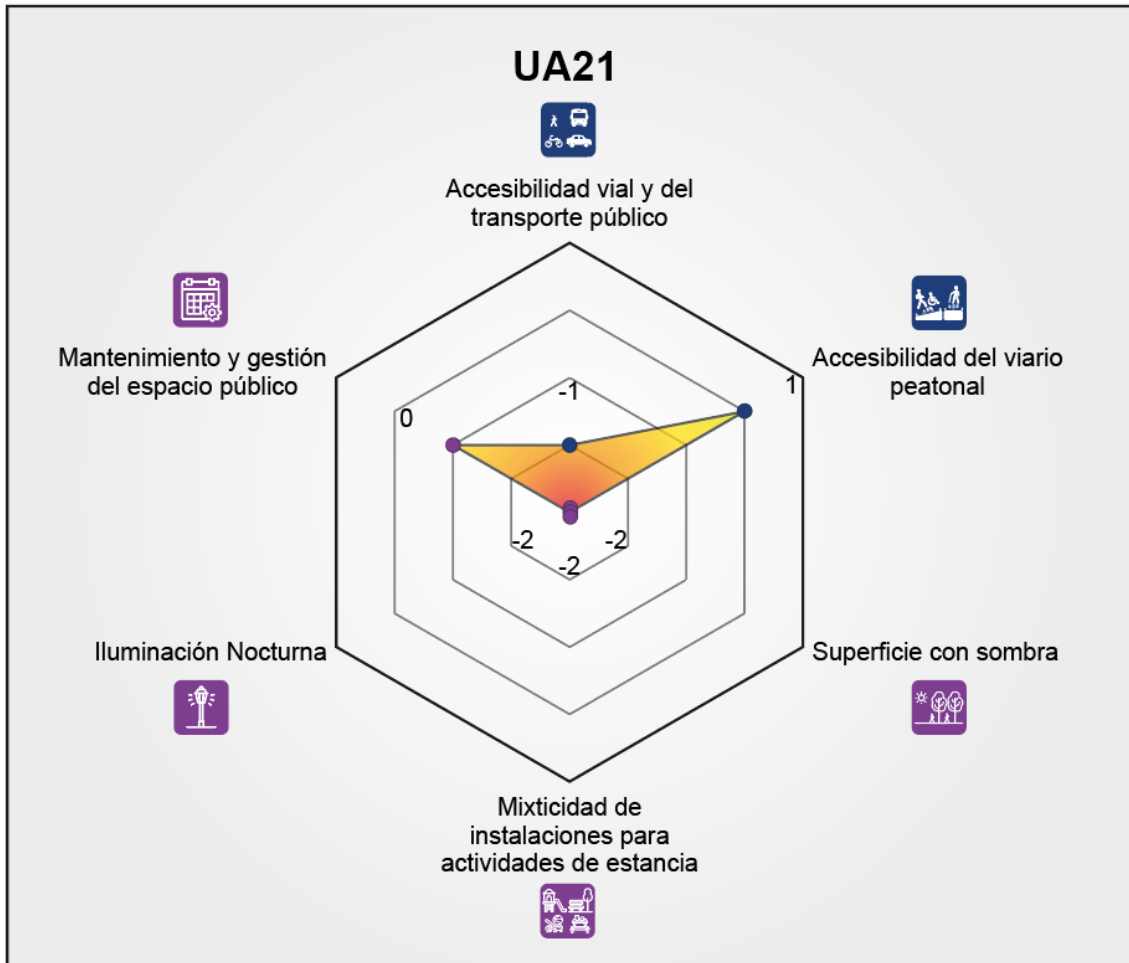 UA21
Accesibilidad vial y del
transporte público
Mantenimiento y gestión
del espacio público
Accesibilidad del viario
peatonal
1
-1
0
-2
-2
-2
Iluminación Nocturna
Superficie con sombra
Mixticidad de
instalaciones para
actividades de estancia